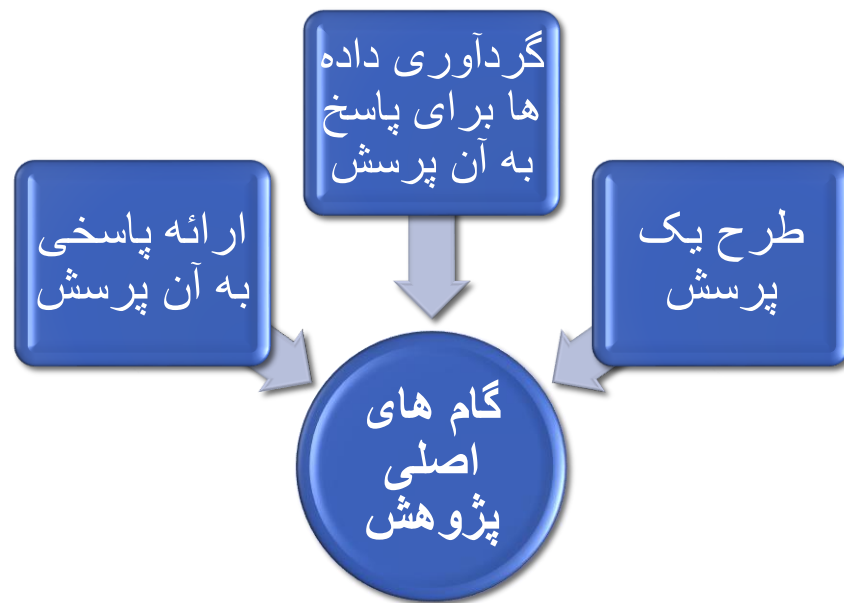 طرح یک
پرسش
گردآوری داده
ها برای پاسخ
به آن پرسش
ارائه پاسخی
به آن پرسش
گام های
اصلی
پژوهش